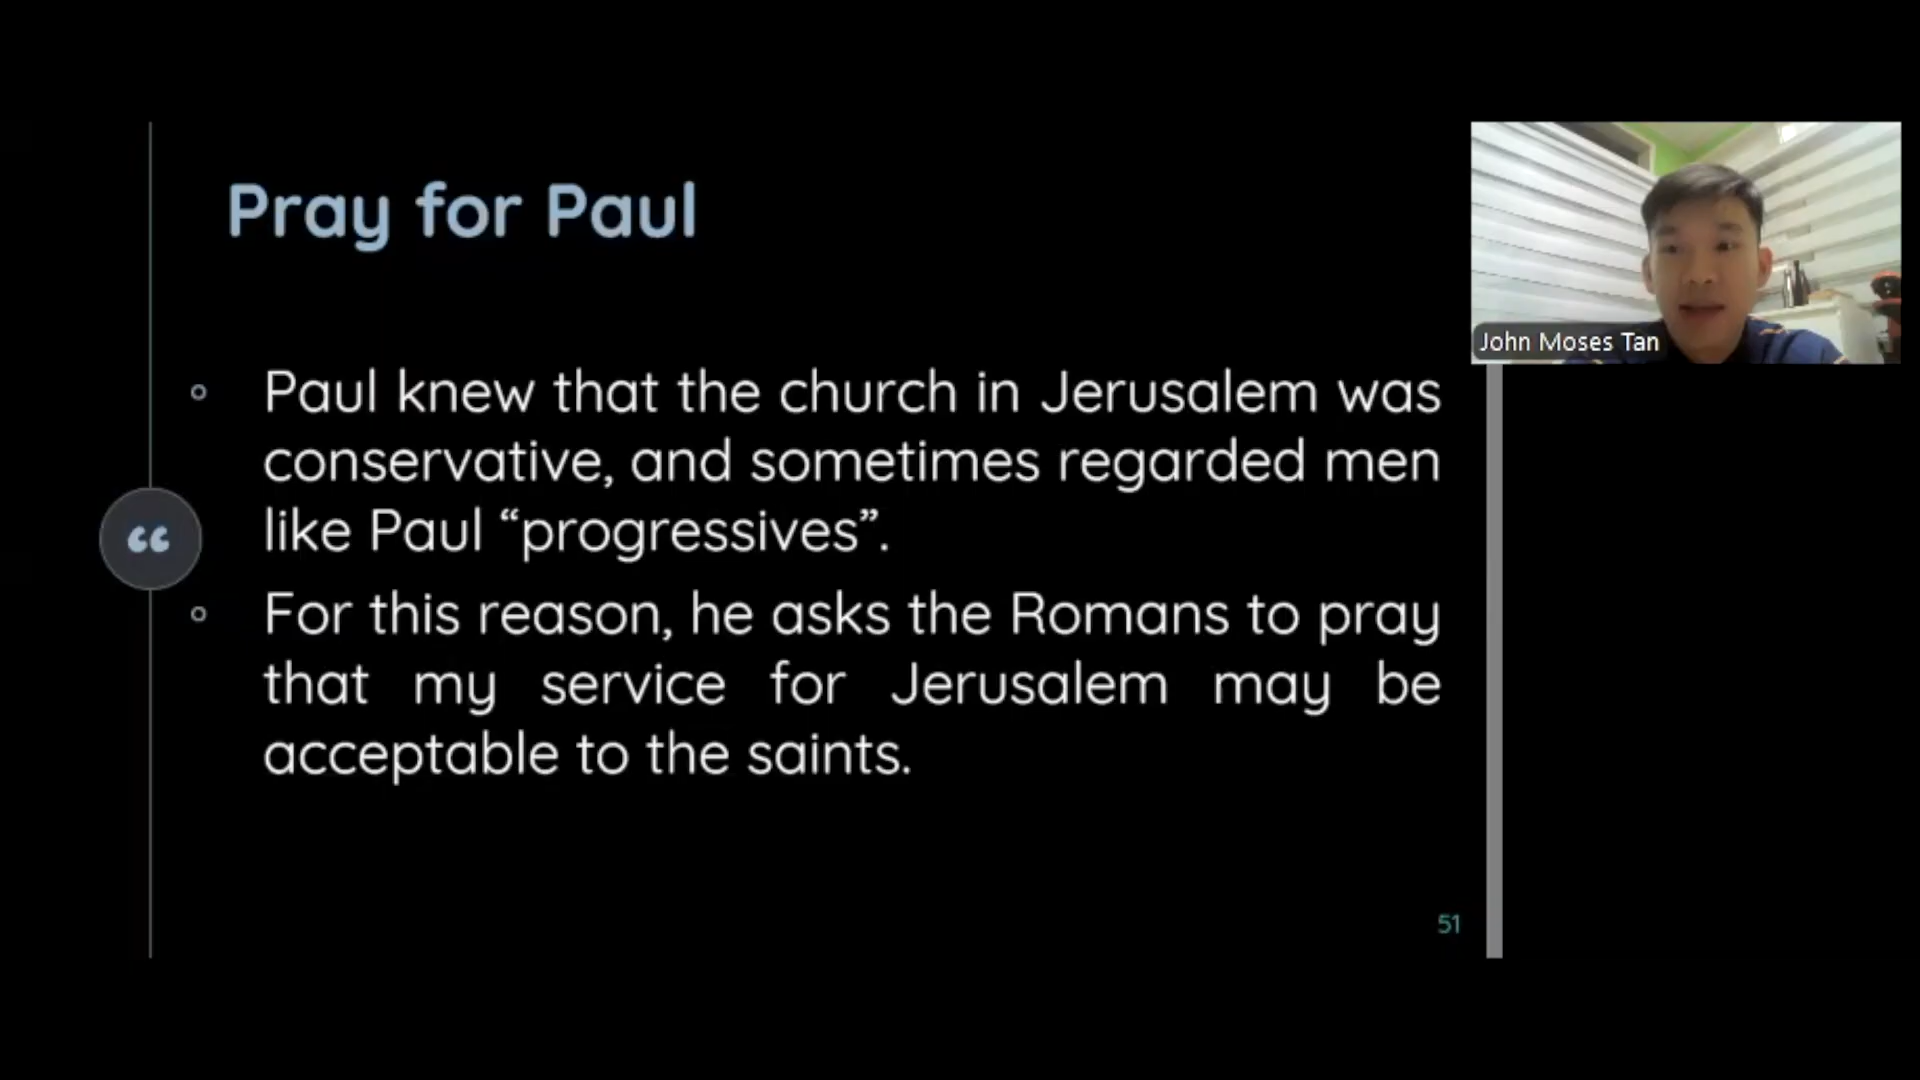 Pray for Paul
John Moses Tan
Paul knew that the church in Jerusalem was
conservative, and sometimes regarded men
like Paul “progressives”.
For this reason, he asks the Romans to pray
that my service for Jerusalem may be
acceptable to the saints.
51